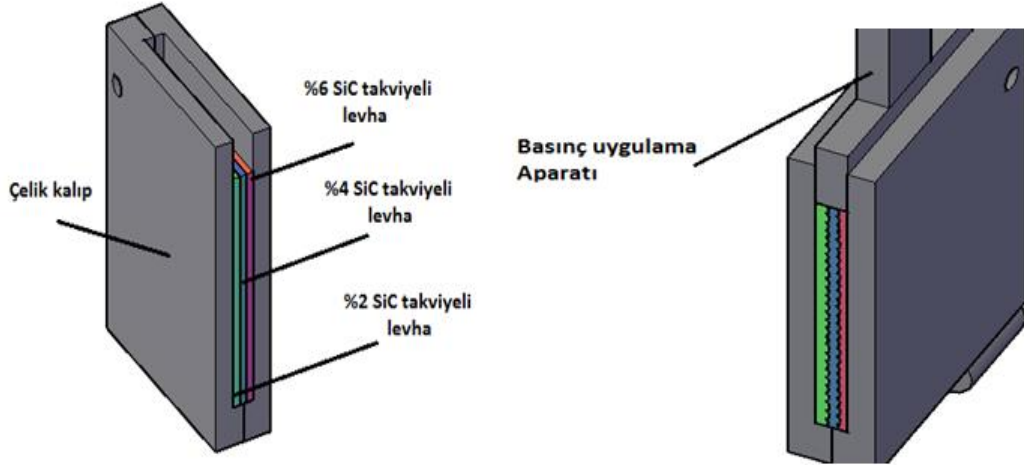 %6 SiC takviyeli
levha
Çelik kalıp
%4 SiC takviyeli
levha
%2 SiC takviyeli
levha
Basınç uygulama
Aparatı